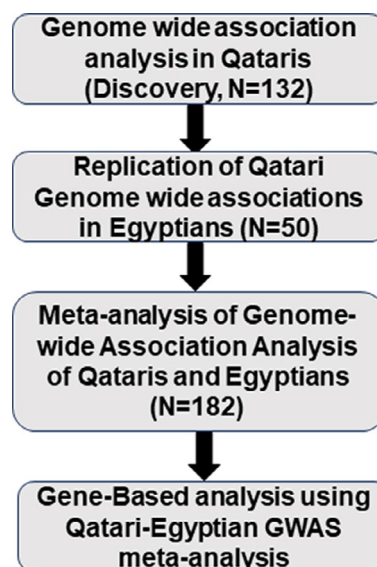 Genome wide association
analysis in Qataris
(Discovery, N=132)
Replication of Qatari
Genome wide associations
in Egyptians (N=50)
Meta-analysis of Genome-
wide Association Analysis
of Qataris and Egyptians
(N=182)
Gene-Based analysis using
Qatari-Egyptian GWAS
meta-analysis